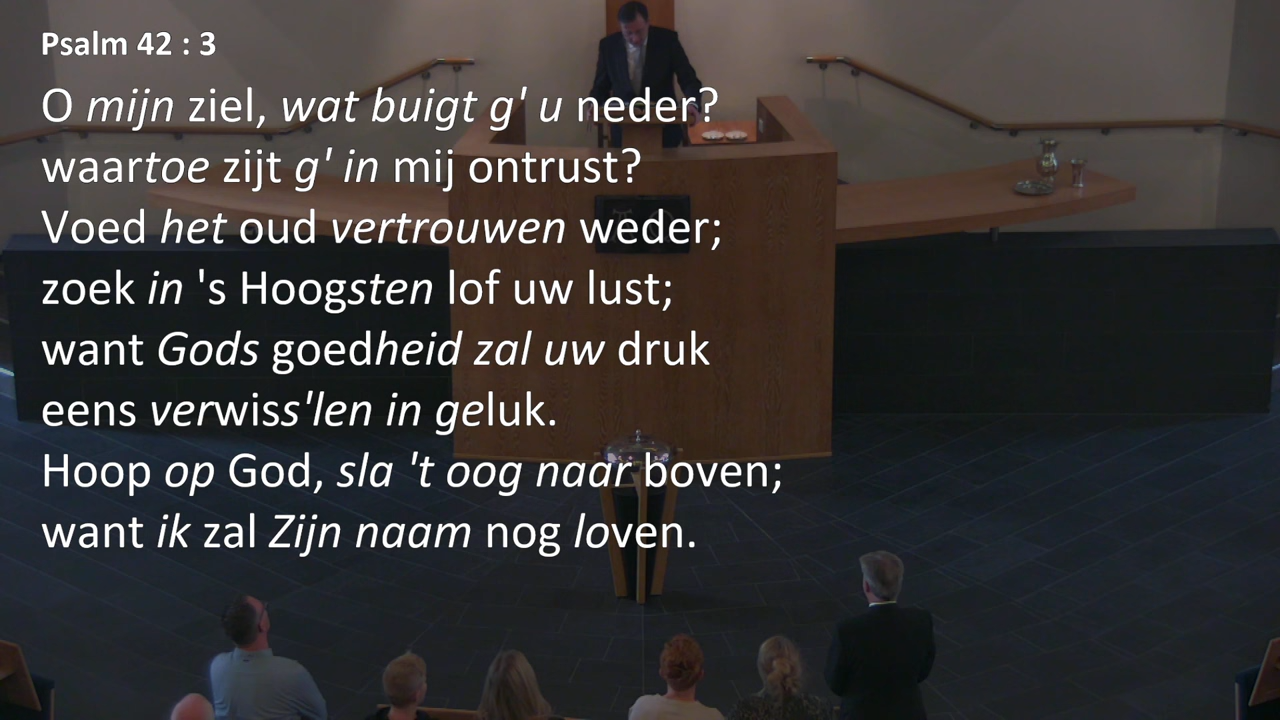 Psalm 42 : 3
O mijn ziel, wat buigt g' u neder?
waartoe zijt g' in mij ontrust?
Voed het oud vertrouwen weder;
zoek in 's Hoogsten lof uw lust;
want Gods goedheid zal uw druk
eens verwiss'len in geluk.
Hoop op God, sla 't oog naar boven;
want ik zal Zijn naam nog loven.